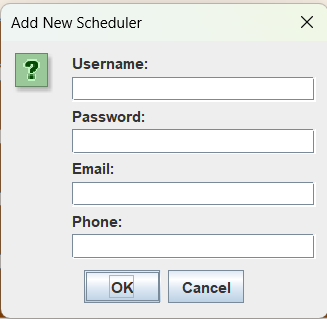 Add New Scheduler
?
Username:
Password:
Email:
Phone:
OK
Cancel